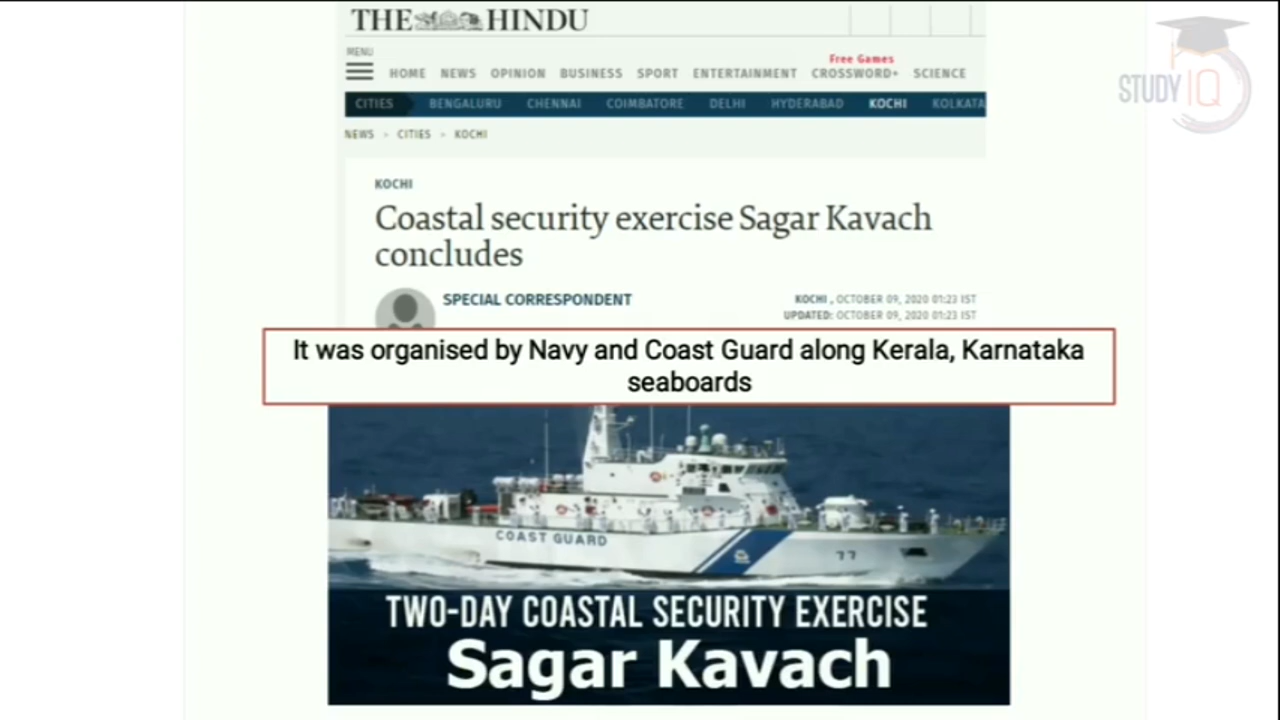 THE HINDU
STUDY IQ
MENU
Free Games
HOME NEWS OPINION BUSINESS SPORT ENTERTAINMENT CROSSWORD+ SCIENCE
CITIES BENGALURU CHENNAI COIMBATORE DELHI HYDERABAD KOCHI KOLKATA
NEWS > CITIES > KOCHI
KOCHI
Coastal security exercise Sagar Kavach
concludes
SPECIAL CORRESPONDENT
KOCHI , OCTOBER 09, 2020 01:23 IST
UPDATED: OCTOBER 09, 2020 01:23 IST
It was organised by Navy and Coast Guard along Kerala, Karnataka
seaboards
COAST GUARD
77
TWO-DAY COASTAL SECURITY EXERCISE
Sagar Kavach